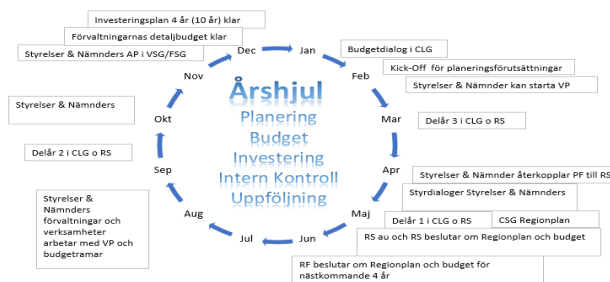 Investeringsplan 4 år (10 år) klar
Förvaltningarnas detaljbudget klar
Styrelser & Nämnders AP i VSG/FSG
Dec
Jan
Budgetdialog i CLG
Kick-Off för planeringsförutsättningar
Styrelser & Nämnder kan starta VP
Nov
Feb
Årshjul
Planering
Budget
Investering
Intern Kontroll
Uppföljning
Styrelser & Nämnders
Okt
Mar
Delår 3 i CLG o RS
Delår 2 i CLG o RS
Sep
Apr
Styrelser & Nämnder återkopplar PF till RS
Styrdialoger Styrelser & Nämnders
Styrelser &
Nämnders
förvaltningar och
verksamheter
arbetar med VP och
budgetramar
Aug
Maj
Delår 1 i CLG o RS
CSG Regionplan
Jul
Jun
RS au och RS beslutar om Regionplan och budget
RF beslutar om Regionplan och budget för
nästkommande 4 år